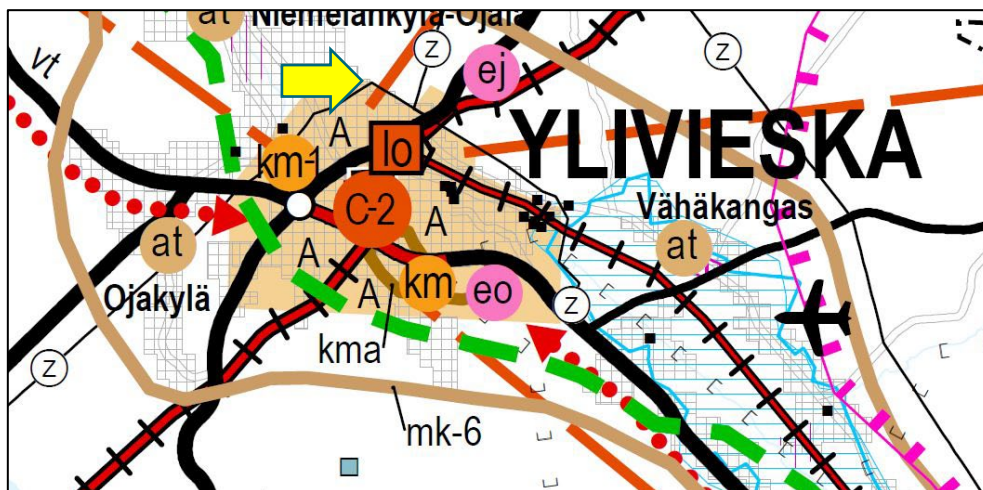 at
Niemelänkylä-Ojala
z
z
vt
ej
YLIVIESKA
A
lo
km-1
C-2
A
Vähäkangas
at
at
A
km
eo
Ojakylä
A
z
kma
z
mk-6